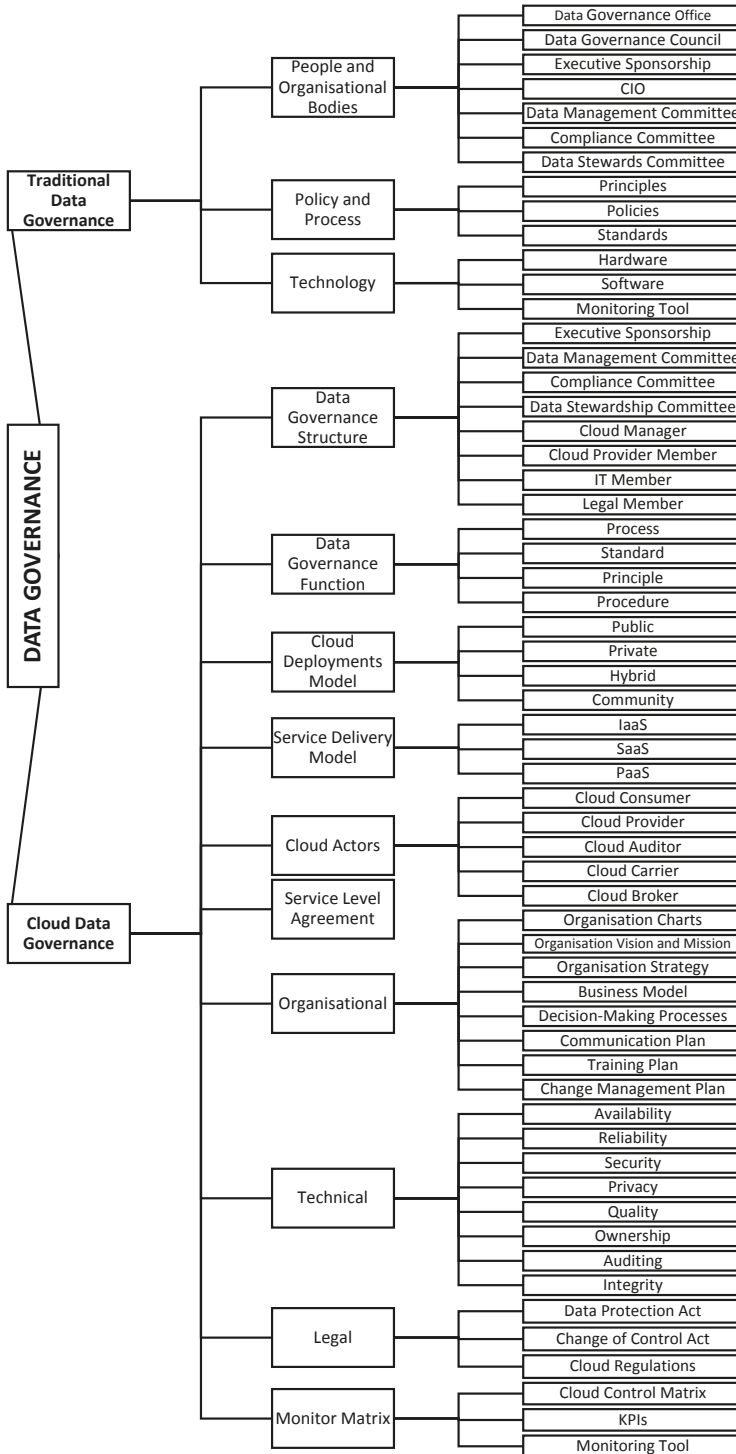 DATA GOVERNANCE
Traditional
Data
Governance
People and
Organisational
Bodies
Data Governance Office
Data Governance Council
Executive Sponsorship
CIO
Data Management Committee
Compliance Committee
Data Stewards Committee
Policy and
Process
Principles
Policies
Standards
Technology
Hardware
Software
Monitoring Tool
Cloud Data
Governance
Data
Governance
Structure
Executive Sponsorship
Data Management Committee
Compliance Committee
Data Stewardship Committee
Cloud Manager
Cloud Provider Member
IT Member
Legal Member
Data
Governance
Function
Process
Standard
Principle
Procedure
Cloud
Deployments
Model
Public
Private
Hybrid
Community
Service Delivery
Model
IaaS
SaaS
PaaS
Cloud Actors
Cloud Consumer
Cloud Provider
Cloud Auditor
Cloud Carrier
Cloud Broker
Service Level
Agreement
Organisational
Organisation Charts
Organisation Vision and Mission
Organisation Strategy
Business Model
Decision-Making Processes
Communication Plan
Training Plan
Change Management Plan
Technical
Availability
Reliability
Security
Privacy
Quality
Ownership
Auditing
Integrity
Legal
Data Protection Act
Change of Control Act
Cloud Regulations
Monitor Matrix
Cloud Control Matrix
KPIs
Monitoring Tool